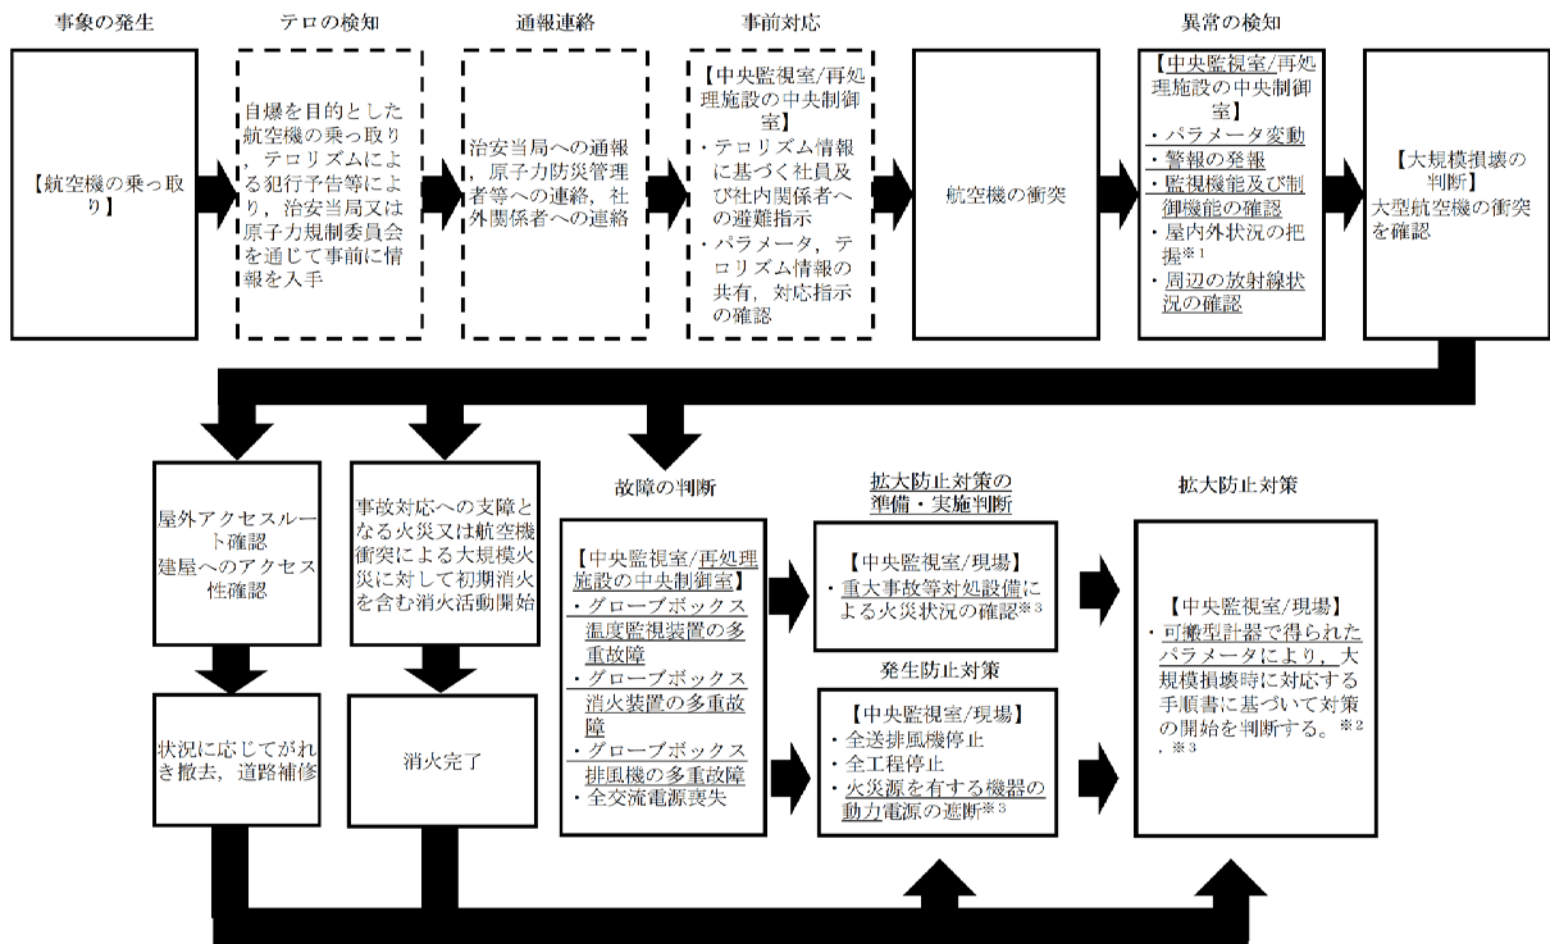 事象の発生
【航空機の乗っ取
り】
テロの検知
自爆を目的とした
航空機の乗っ取り
，テロリズムによ
る犯行予告等によ
り，治安当局又は
原子力規制委員会
を通じて事前に情
報を入手
通報連絡
治安当局への通報
，原子力防災管理
者等への連絡，社
外関係者への連絡
事前対応
【中央監視室/再処
理施設の中央制御
室】
・テロリズム情報
に基づく社員及
び社内関係者へ
の避難指示
・パラメータ，テ
ロリズム情報の
共有，対応指示
の確認
航空機の衝突
異常の検知
【中央監視室/再処
理施設の中央制御
室】
・パラメータ変動
・警報の発報
・監視機能及び制
御機能の確認
・屋内外状況の把
握※1
・周辺の放射線状
況の確認
【大規模損壊の
判断】
大型航空機の衝突
を確認
屋外アクセスルー
ト確認
建屋へのアクセス
性確認
状況に応じてがれ
き撤去，道路補修
事故対応への支障と
なる火災又は航空機
衝突による大規模火
災に対して初期消火
を含む消火活動開始
消火完了
故障の判断
【中央監視室/再処理
施設の中央制御室】
・グローブボックス
温度監視装置の多
重故障
・グローブボックス
消火装置の多重故
障
・グローブボックス
排風機の多重故障
・全交流電源喪失
拡大防止対策の
準備・実施判断
【中央監視室/現場】
・重大事故等対処設備に
よる火災状況の確認※3
発生防止対策
【中央監視室/現場】
・全送排風機停止
・全工程停止
・火災源を有する機器の
動力電源の遮断※3
拡大防止対策
【中央監視室/現場】
・可搬型計器で得られた
パラメータにより，大
規模損壊時に対応する
手順書に基づいて対策
の開始を判断する。※2
，※3